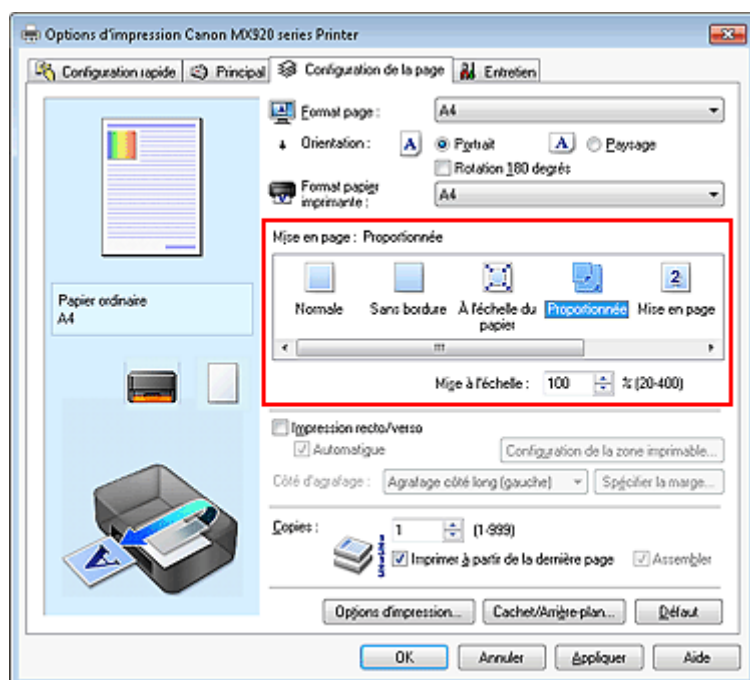 Options d'impression Canon MX920 series Printer
Configuration rapide Principal Configuration de la page Entretien
Format page : A4
Orientation : A Portrait A Paysage
Rotation 180 degrés
Format papier
imprimante : A4
Mise en page : Proportionnée
2
Normale Sans bordure À l'échelle du Proportionnée Mise en page
papier
Mise à l'échelle : 100 % (20-400)
Papier ordinaire
A4
Impression recto/verso
Automatique Configuration de la zone imprimable...
Côté d'agrafage : Agrafage côté long (gauche) Spécifier la marge...
Copies : 1 (1-999)
Imprimer à partir de la dernière page Assembler
A
Options d'impression... Cachet/Arrière-plan... Défaut
OK Annuler Appliquer Aide